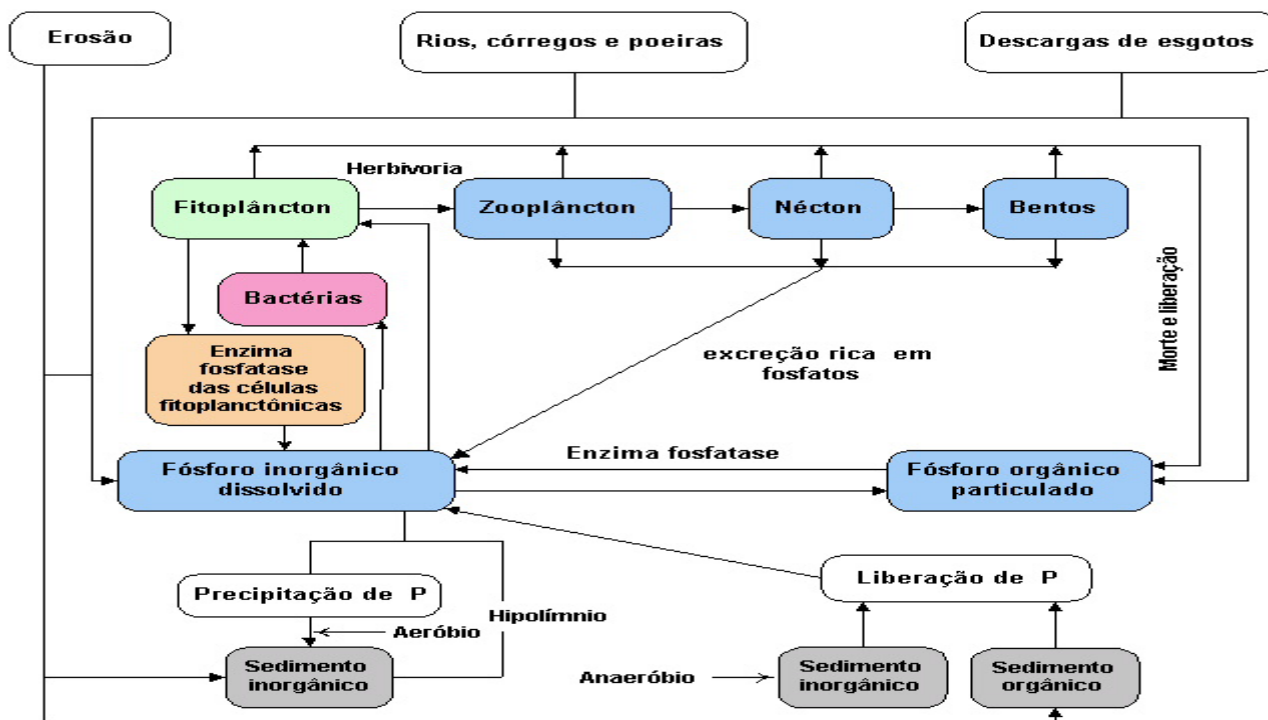 Erosão
Rios, córregos e poeiras
Descargas de esgotos
Herbivoria
Fitoplâncton
Zooplâncton
Nécton
Bentos
Bactérias
Morte e liberação
Enzima
fosfatase
das células
fitoplanctônicas
excreção rica em
fosfatos
Fósforo inorgânico
dissolvido
Enzima fosfatase
Fósforo orgânico
particulado
Precipitação de P
Hipolímnio
Liberação de P
Aeróbio
Sedimento
inorgânico
Anaeróbio
Sedimento
inorgânico
Sedimento
orgânico